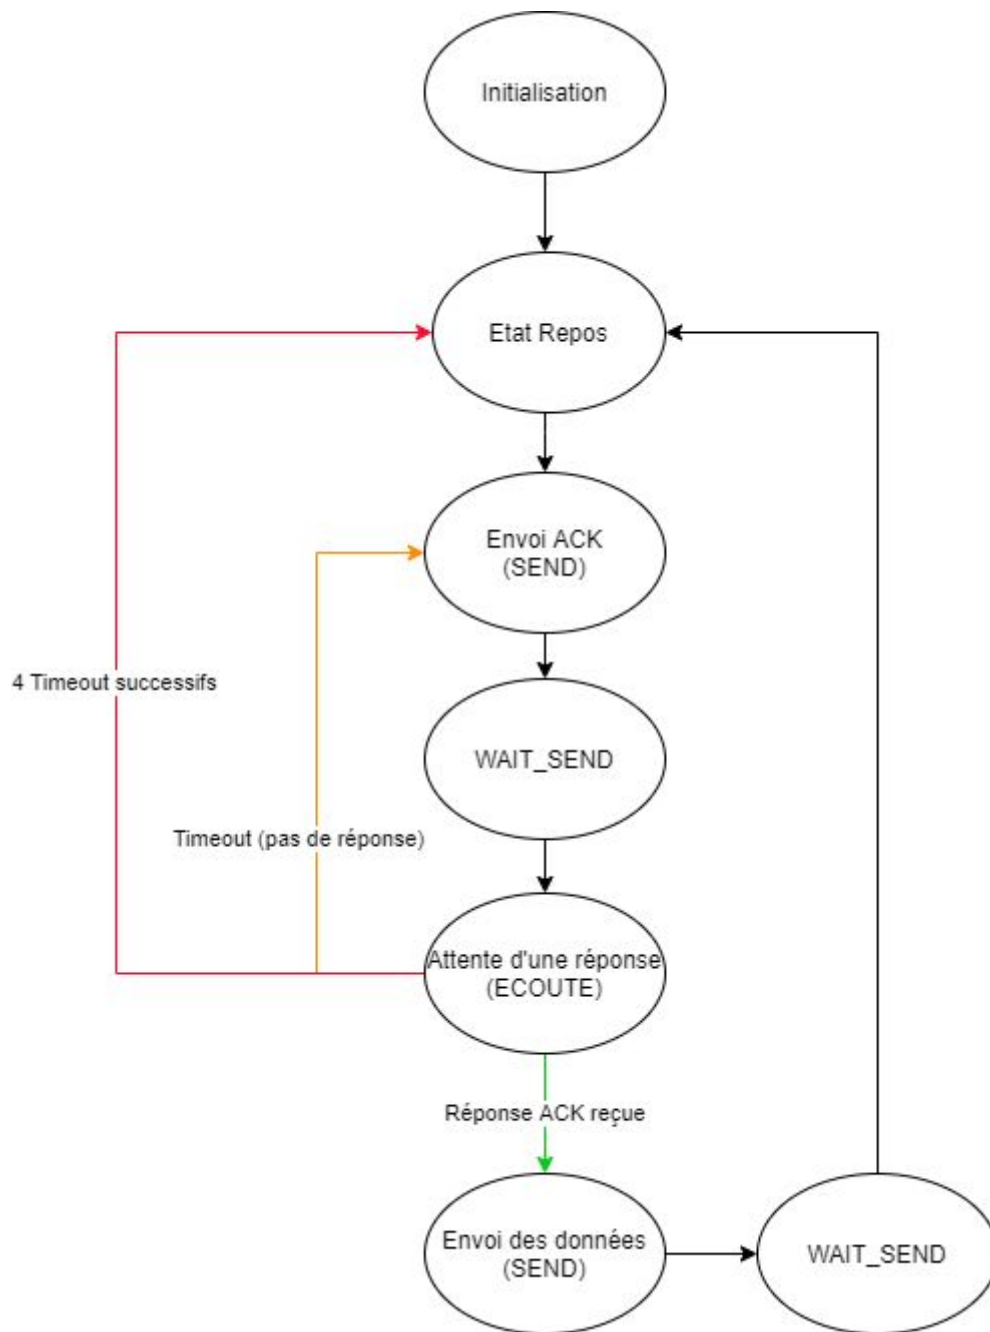 Initialisation
Etat Repos
Envoi ACK
(SEND)
4 Timeout successifs
WAIT_SEND
Timeout (pas de réponse)
Attente d'une réponse
(ECOUTE)
Réponse ACK reçue
Envoi des données
(SEND)
WAIT_SEND